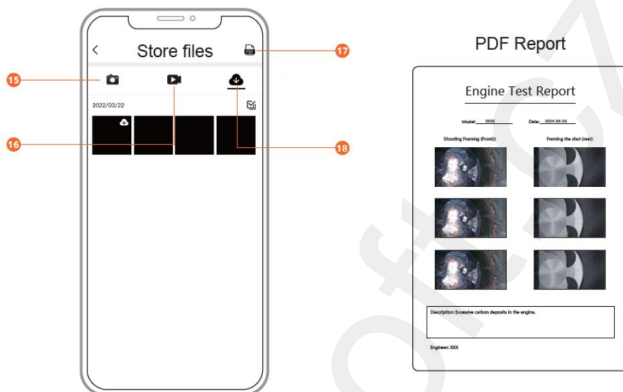 Store files
17
15
2022/03/22
16
18
PDF Report
Engine Test Report
Model: XXXX
Date: XXXX-XX-XX
Shooting Framing (Front)
Framing the shot (rear)
Description: Excessive carbon deposits in the engine.
Engineer: XXX